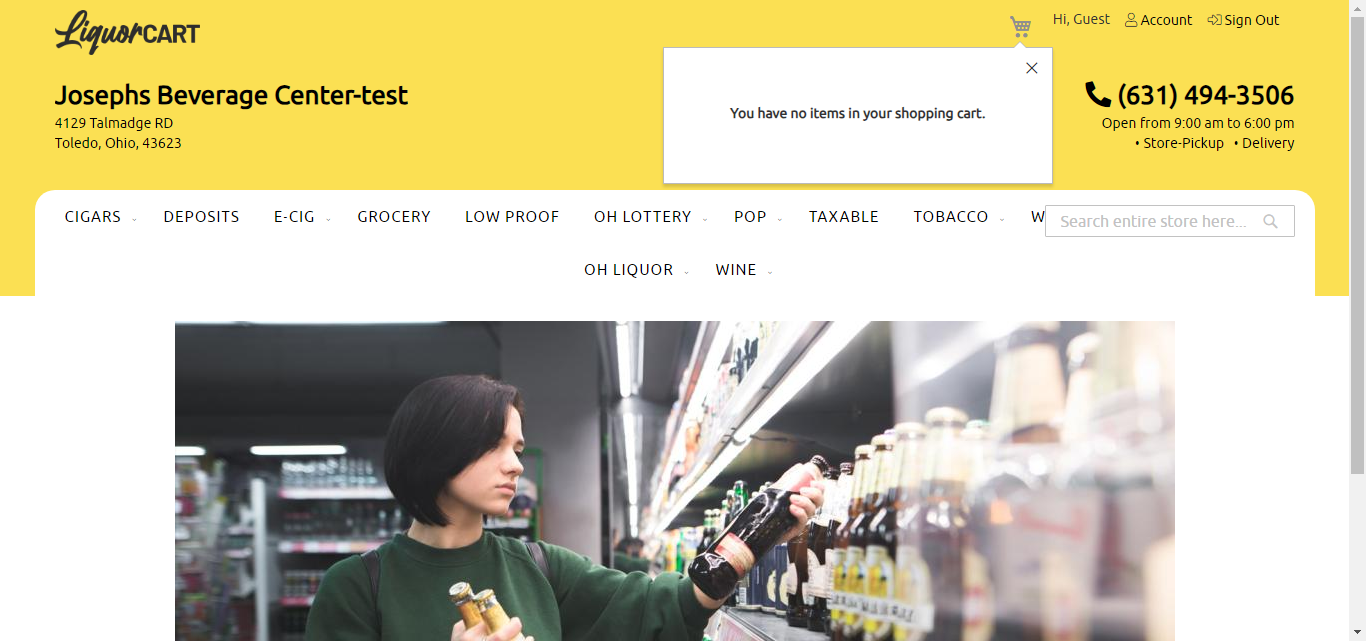 LiquorCART
Hi, Guest Account Sign Out
You have no items in your shopping cart.
Josephs Beverage Center-test
4129 Talmadge RD
Toledo, Ohio, 43623
(631) 494-3506
Open from 9:00 am to 6:00 pm
• Store-Pickup • Delivery
CIGARS DEPOSITS E-CIG GROCERY LOW PROOF OH LOTTERY POP TAXABLE TOBACCO W
Search entire store here...
OH LIQUOR WINE